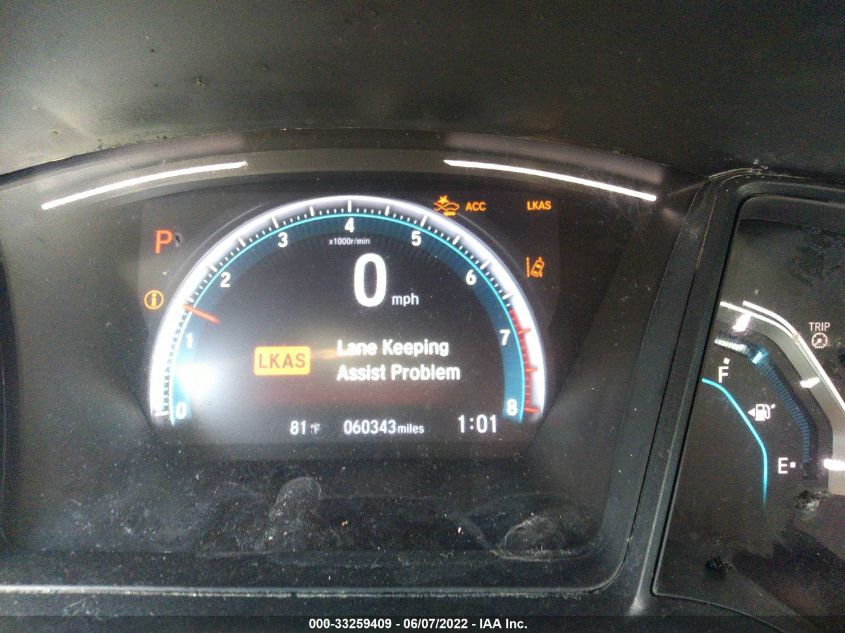 ACC LKAS
P
x1000r/min
0 1 2 3 4 5 6 7 8
0 mph
LKAS Lane Keeping
Assist Problem
81°F 060343 miles 1:01
TRIP
F
E
000-33259409 - 06/07/2022 - IAA Inc.